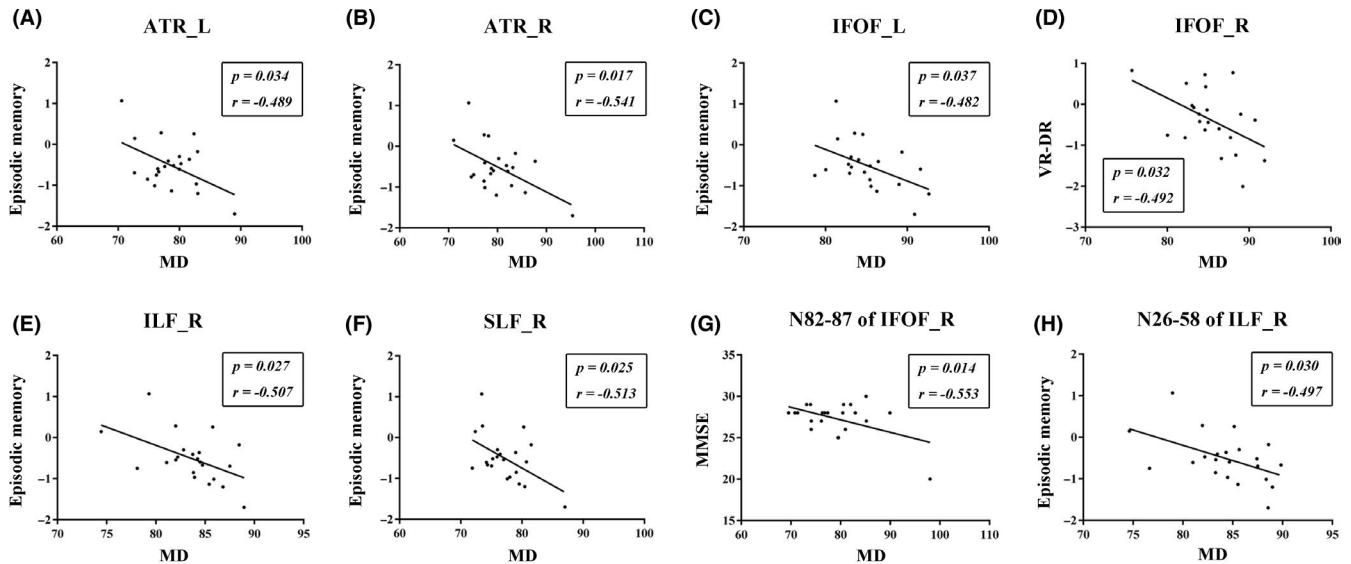 (A)
ATR_L
Episodic memory
2
1
0
−1
−2
60
70
80
90
100
MD
p = 0.034
r = -0.489
(B)
ATR_R
Episodic memory
2
1
0
−1
−2
60
70
80
90
100
110
MD
p = 0.017
r = -0.541
(C)
IFOF_L
Episodic memory
2
1
0
−1
−2
70
80
90
100
MD
p = 0.037
r = -0.482
(D)
IFOF_R
VR-DR
1
0
−1
−2
−3
70
80
90
100
MD
p = 0.032
r = -0.492
(E)
ILF_R
Episodic memory
2
1
0
−1
−2
70
75
80
85
90
95
MD
p = 0.027
r = -0.507
(F)
SLF_R
Episodic memory
2
1
0
−1
−2
60
70
80
90
100
MD
p = 0.025
r = -0.513
(G)
N82-87 of IFOF_R
MMSE
35
30
25
20
15
60
70
80
90
100
110
MD
p = 0.014
r = -0.553
(H)
N26-58 of ILF_R
Episodic memory
2
1
0
−1
−2
70
75
80
85
90
95
MD
p = 0.030
r = -0.497